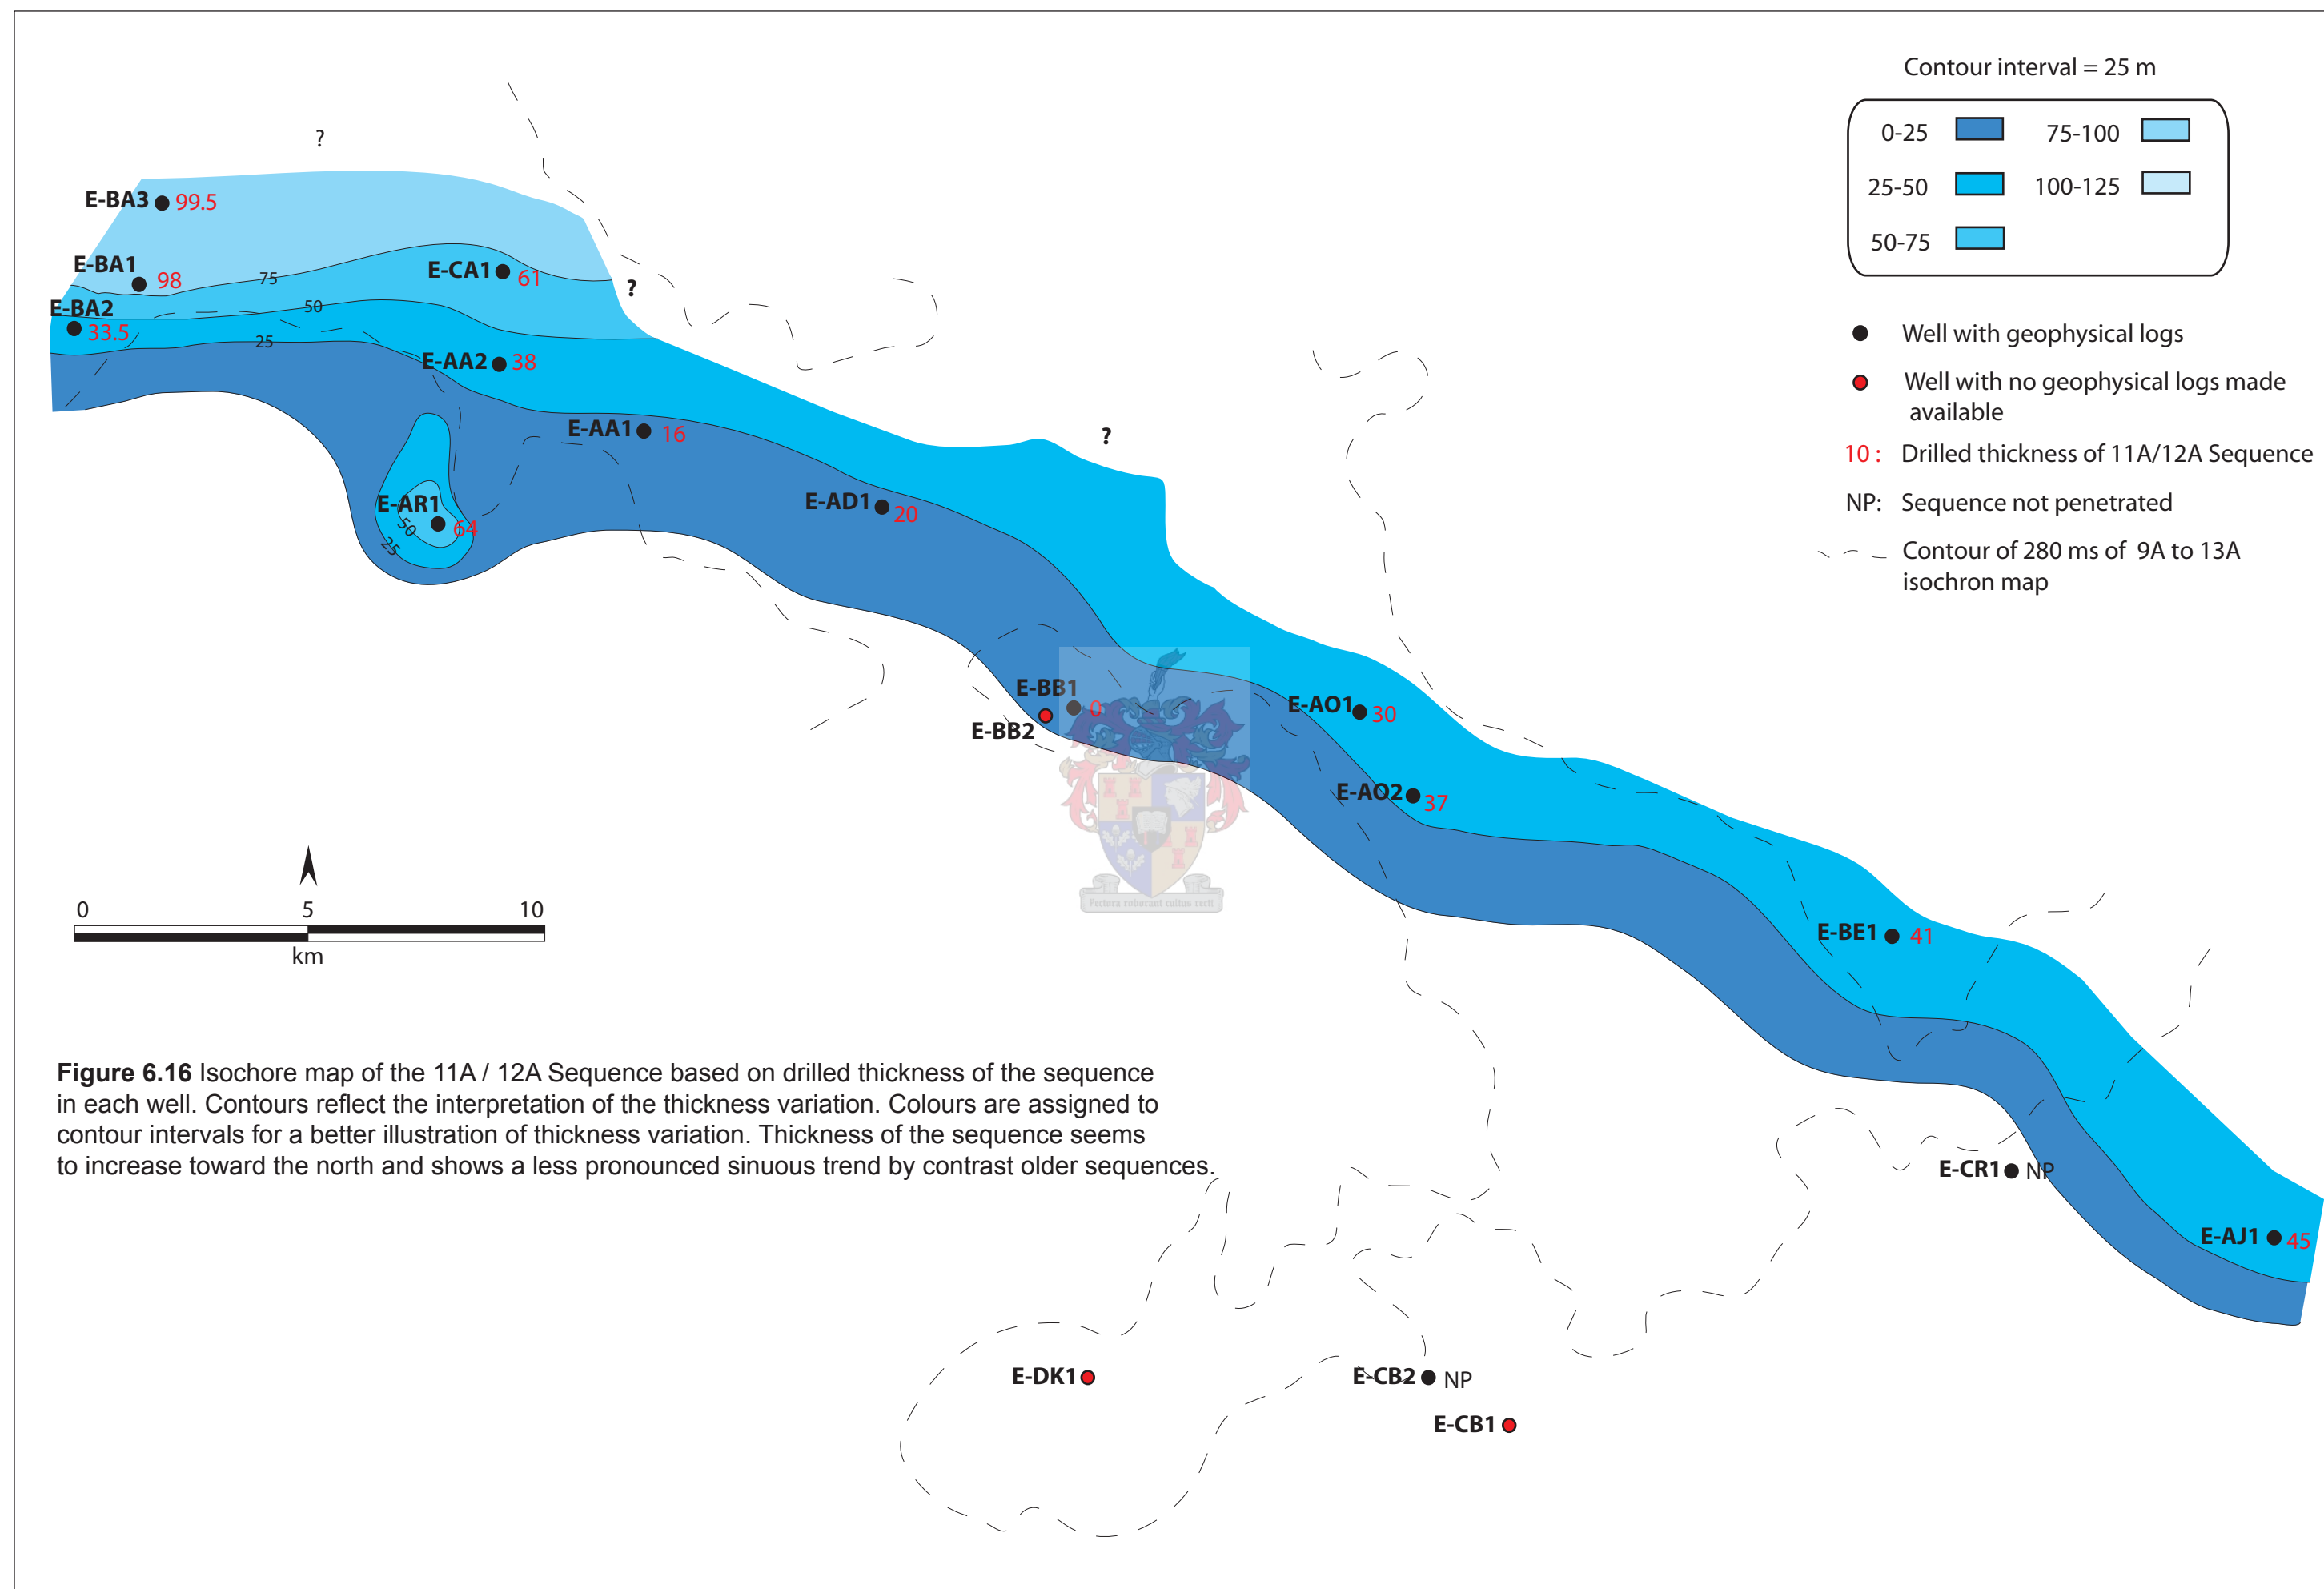 Contour interval = 25 m
0-25
75-100
25-50
100-125
50-75
Well with geophysical logs
Well with no geophysical logs made
available
10 : Drilled thickness of 11A/12A Sequence
NP: Sequence not penetrated
Contour of 280 ms of 9A to 13A
isochron map
?
E-BA3 99.5
E-BA1 98
75
E-CA1 61
?
E-BA2 33.5
50
25
E-AA2 38
E-AA1 16
?
E-AR1 64
50
25
E-AD1 20
E-BB1 0
E-BB2
E-AO1 30
E-AO2 37
Pectora roborant cultus recti
E-BE1 41
0 5 10
km
E-CR1 NP
E-AJ1 45
E-DK1
E-CB2 NP
E-CB1
Figure 6.16 Isochore map of the 11A / 12A Sequence based on drilled thickness of the sequence
in each well. Contours reflect the interpretation of the thickness variation. Colours are assigned to
contour intervals for a better illustration of thickness variation. Thickness of the sequence seems
to increase toward the north and shows a less pronounced sinuous trend by contrast older sequences.